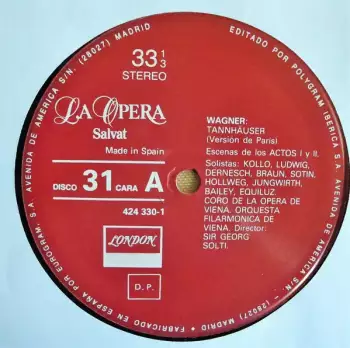 EDITADO POR POLYGRAM IBERICA S.A. AVENIDA DE AMERICA S/N. (28027) MADRID • FABRICADO EN ESPAÑA POR EUROGRAM, S.A. AVENIDA DE AMERICA S/N. (28027) MADRID
33 1/3
STEREO
LA OPERA
Salvat
Made in Spain
DISCO 31 CARA A
424 330-1
LONDON
D.P.
WAGNER:
TANNHÄUSER
(Versión de París)
Escenas de los ACTOS I y II.
Solistas: KOLLO, LUDWIG,
DERNESCH, BRAUN, SOTIN,
HOLLWEG, JUNGWIRTH,
BAILEY, EQUILUZ.
CORO DE LA OPERA DE
VIENA. ORQUESTA
FILARMONICA DE
VIENA. Director:
SIR GEORG
SOLTI.